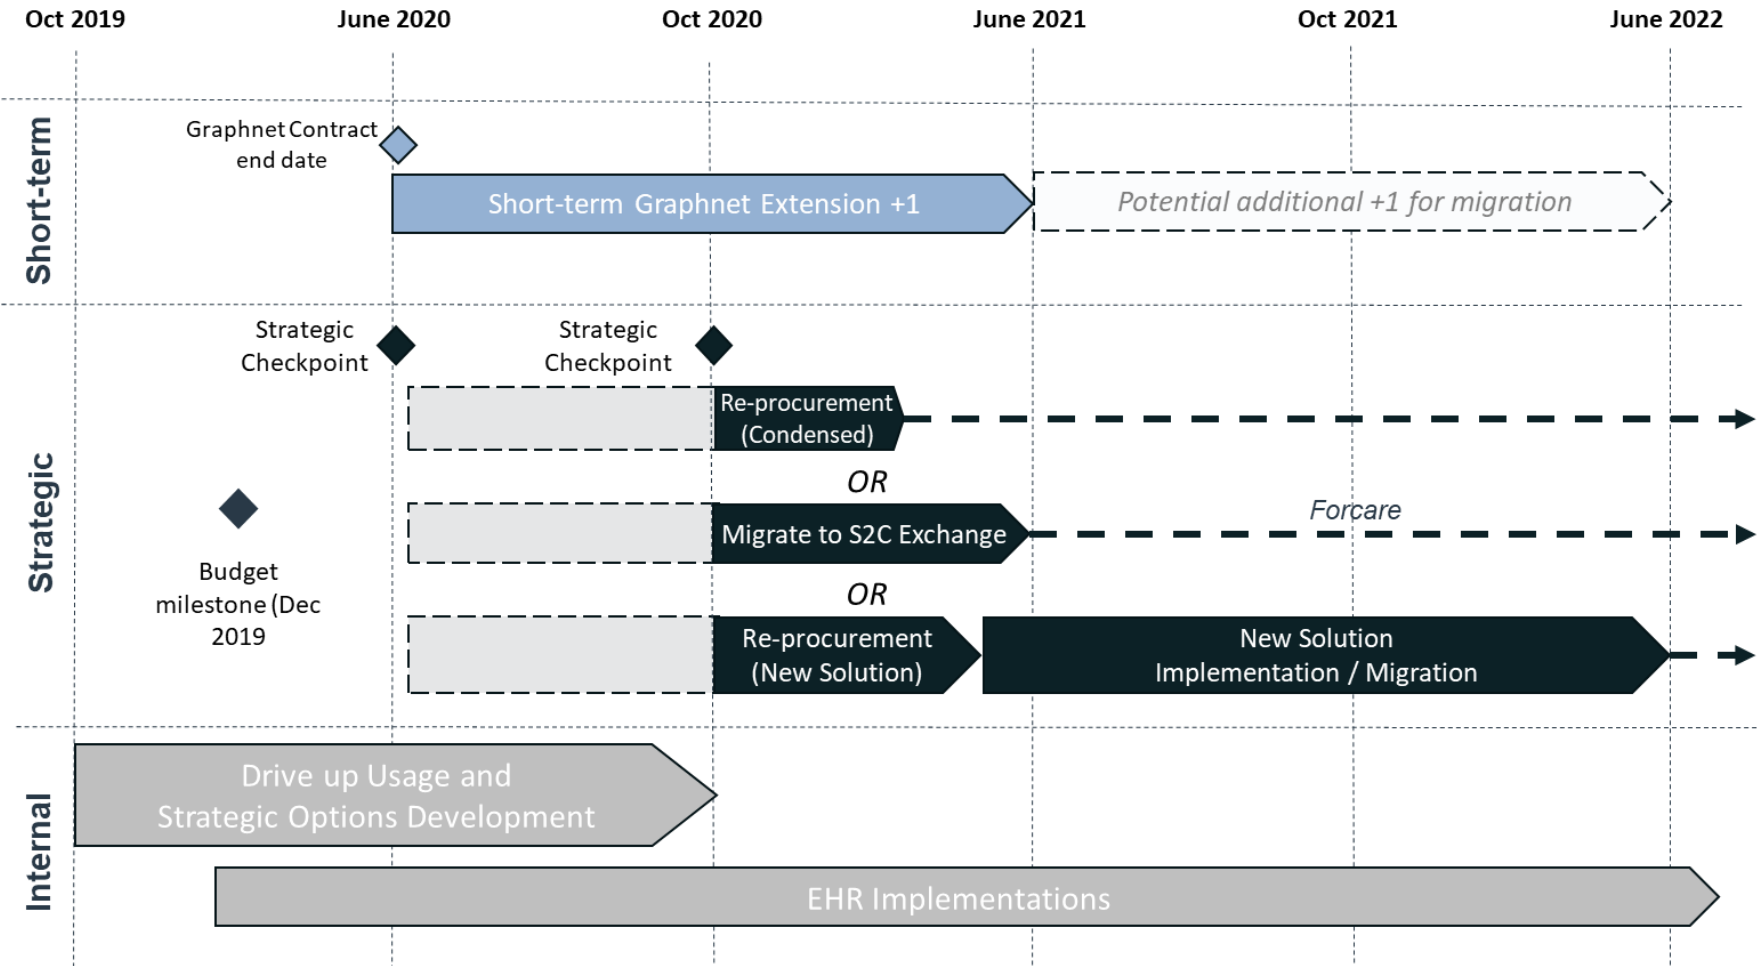 Oct 2019
June 2020
Oct 2020
June 2021
Oct 2021
June 2022
Short-term
Graphnet Contract
end date
Short-term Graphnet Extension +1
Potential additional +1 for migration
Strategic
Strategic
Checkpoint
Strategic
Checkpoint
Re-procurement
(Condensed)
OR
Migrate to S2C Exchange
Forcare
Budget
milestone (Dec
2019
OR
Re-procurement
(New Solution)
New Solution
Implementation / Migration
Internal
Drive up Usage and
Strategic Options Development
EHR Implementations